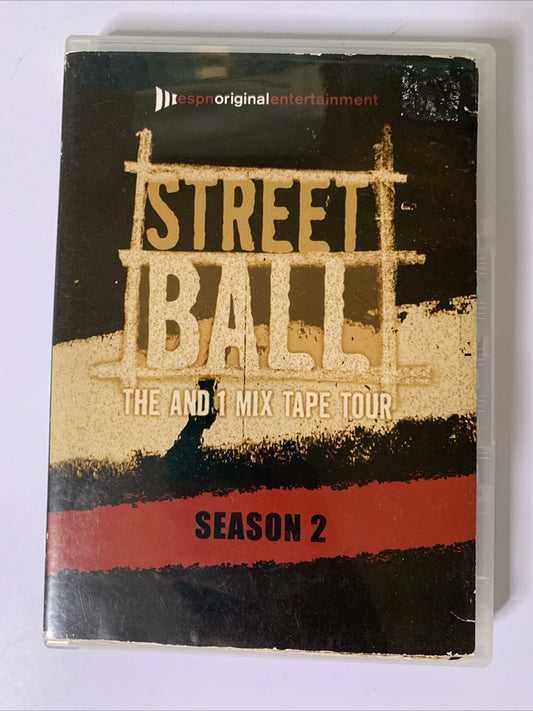 espnoriginalentertainment
STREET
BALL
THE AND 1 MIX TAPE TOUR
SEASON 2